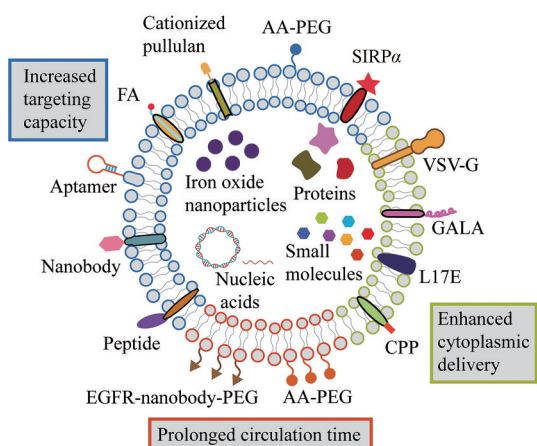 Cationized
pullulan
AA-PEG
SIRPα
Increased
targeting
capacity
FA
VSV-G
Aptamer
Iron oxide
nanoparticles
Proteins
GALA
Nanobody
Nucleic
acids
Small
molecules
L17E
Peptide
CPP
Enhanced
cytoplasmic
delivery
EGFR-nanobody-PEG
AA-PEG
Prolonged circulation time